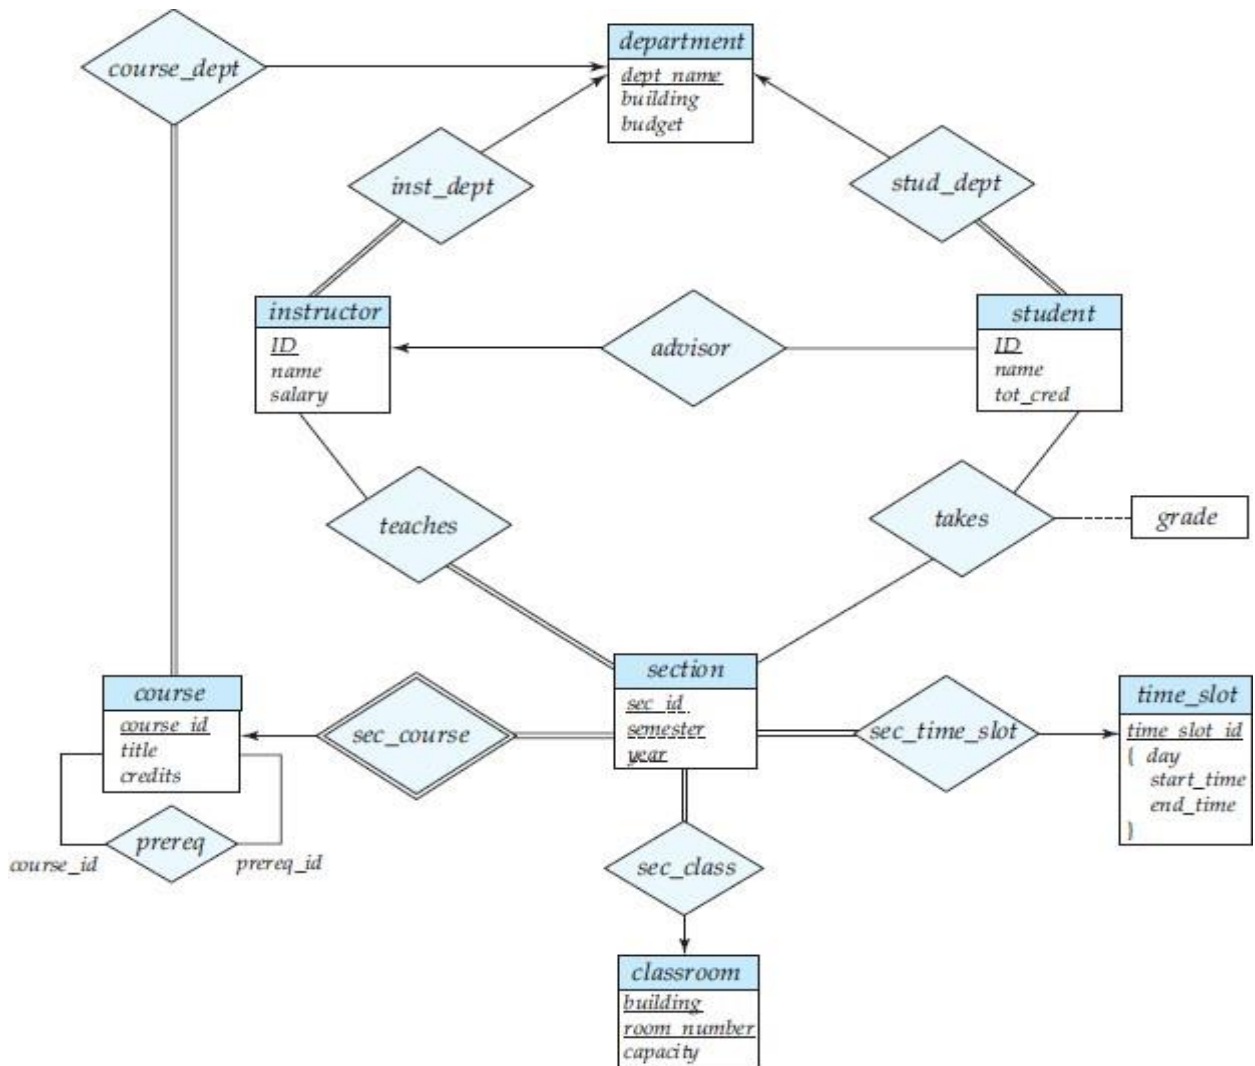 course_dept
department
dept_name
building
budget
inst_dept
stud_dept
instructor
ID
name
salary
advisor
student
ID
name
tot_cred
teaches
takes
grade
course
course_id
title
credits
sec_course
section
sec_id
semester
year
sec_time_slot
time_slot
time_slot_id
{ day
start_time
end_time
}
prereq
course_id
prereq_id
sec_class
classroom
building
room_number
capacity